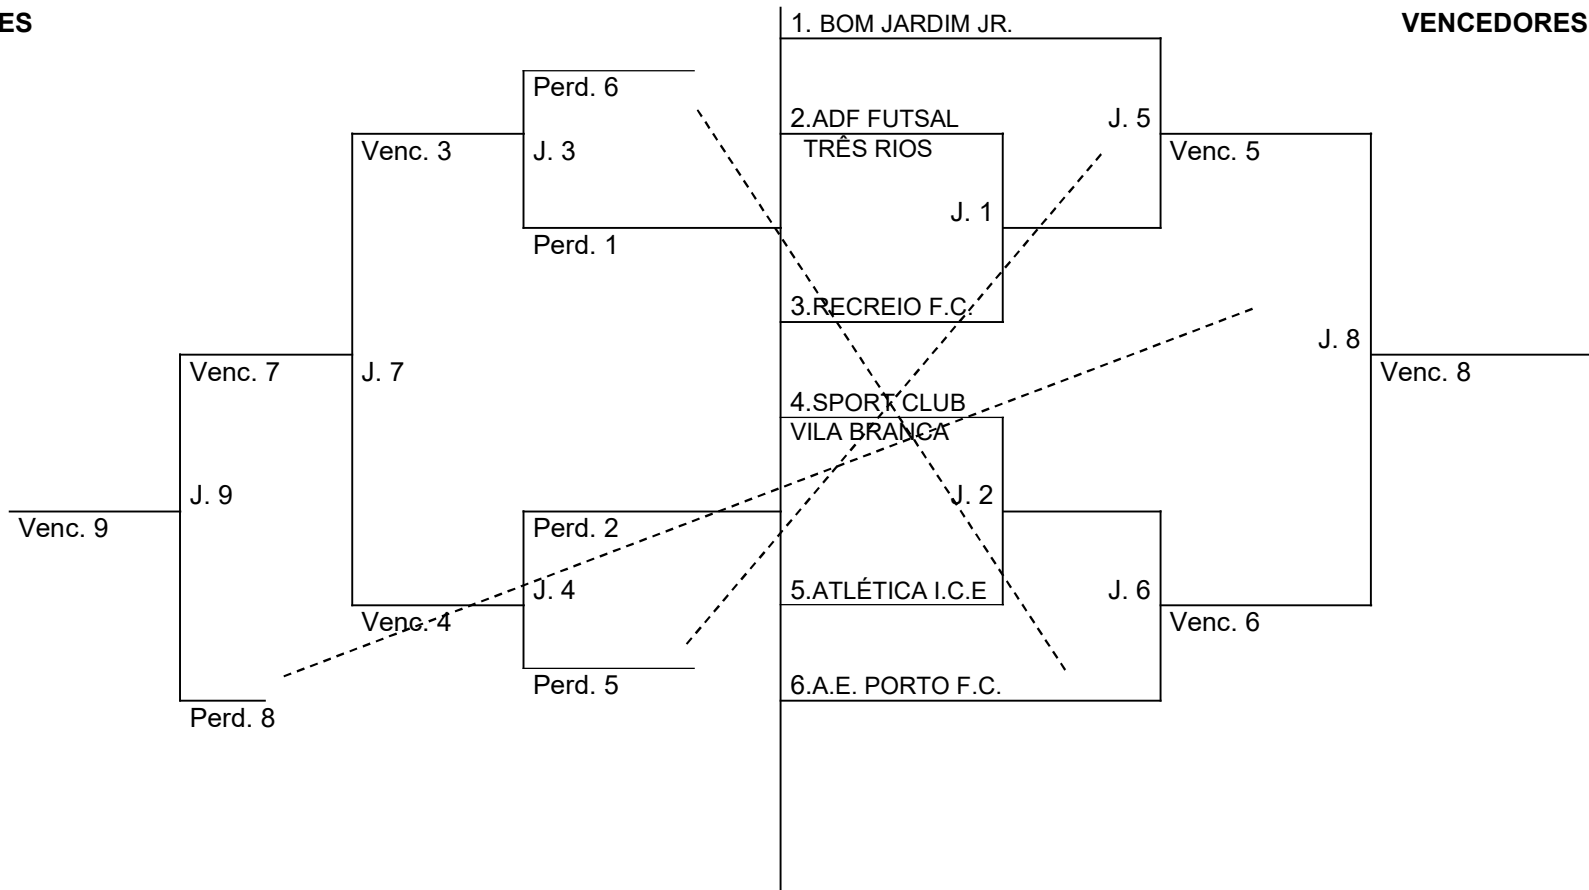 ES
1. BOM JARDIM JR.
VENCEDORES
Perd. 6
2.ADF FUTSAL
TRÊS RIOS
J. 5
Venc. 3
J. 3
Venc. 5
J. 1
Perd. 1
3.RECREIO F.C.
J. 8
Venc. 7
J. 7
Venc. 8
4.SPORT CLUB
VILA BRANCA
J. 9
J. 2
Venc. 9
Perd. 2
J. 4
5.ATLÉTICA I.C.E
J. 6
Venc. 4
Venc. 6
Perd. 5
6.A.E. PORTO F.C.
Perd. 8